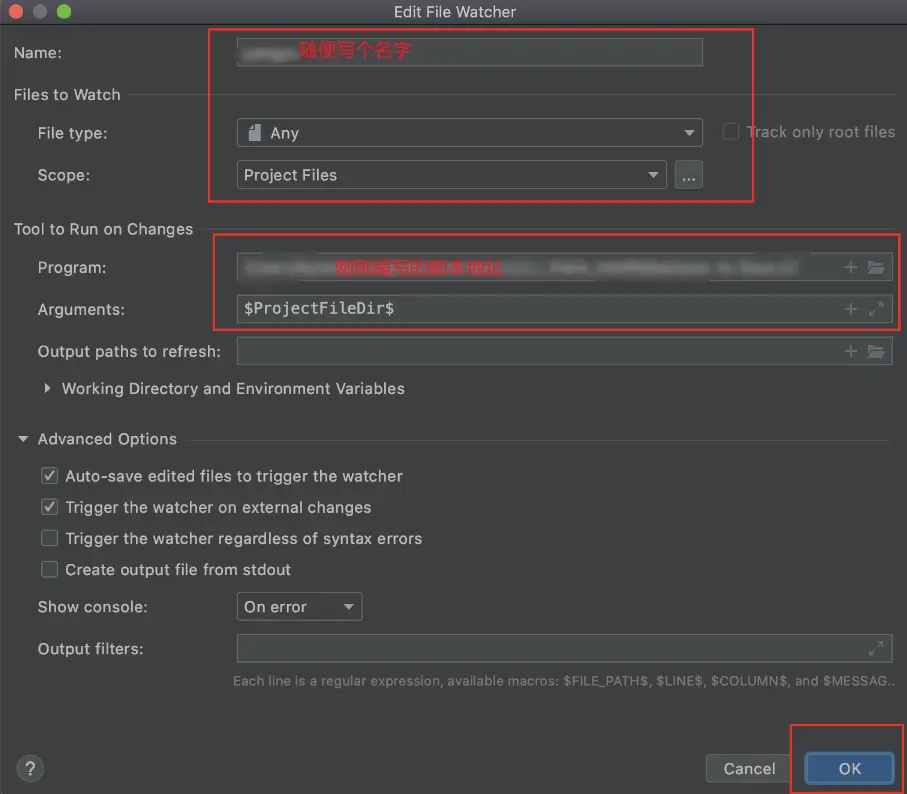 Edit File Watcher
Name:
随便写个名字
Files to Watch
File type:
Any
Track only root files
Scope:
Project Files
...
Tool to Run on Changes
Program:
刚刚编写的脚本地址
Arguments:
$ProjectFileDir$
Output paths to refresh:
Working Directory and Environment Variables
Advanced Options
Auto-save edited files to trigger the watcher
Trigger the watcher on external changes
Trigger the watcher regardless of syntax errors
Create output file from stdout
Show console:
On error
Output filters:
Each line is a regular expression, available macros: $FILE_PATH$, $LINE$, $COLUMN$, and $MESSAG..
?
Cancel
OK